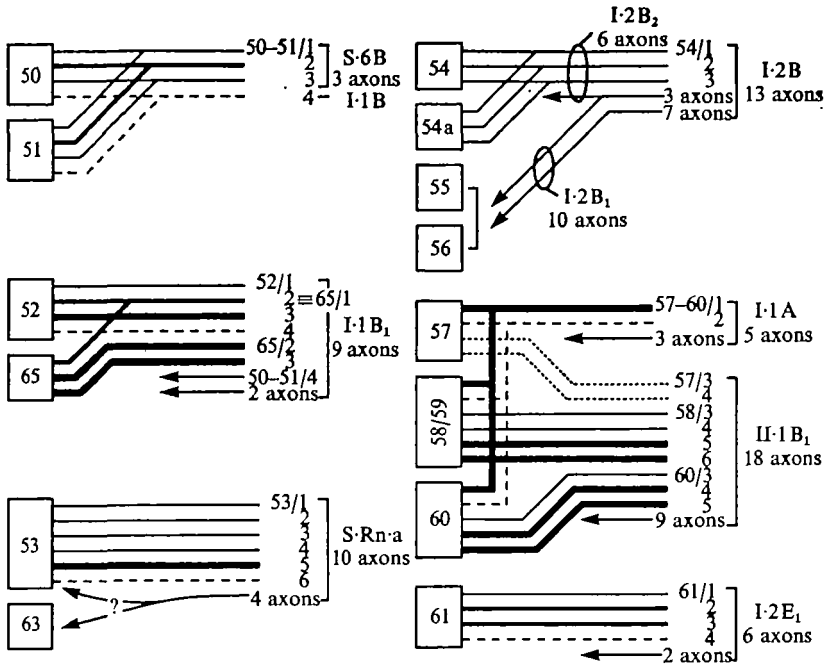 50
51
50–51/1
2
3
4
S·6B
3 axons
I·1B
54
54a
55
56
I·2B₂
6 axons
54/1
2
3
3 axons
7 axons
I·2B
13 axons
I·2B₁
10 axons
52
65
52/1
2≡65/1
3
4
65/2
3
50–51/4
2 axons
I·1B₁
9 axons
57
58/59
60
57–60/1
2
3 axons
I·1A
5 axons
57/3
4
58/3
4
5
6
60/3
4
5
9 axons
II·1B₁
18 axons
53
63
53/1
2
3
4
5
6
4 axons
?
S·Rn·a
10 axons
61
61/1
2
3
4
2 axons
I·2E₁
6 axons